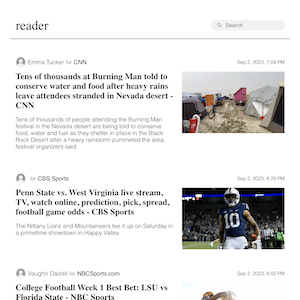 reader
Search
Emma Tucker for CNN
Sep 2, 2023, 7:04 PM
Tens of thousands at Burning Man told to
conserve water and food after heavy rains
leave attendees stranded in Nevada desert -
CNN
Tens of thousands of people attending the Burning Man
festival in the Nevada desert are being told to conserve
food, water and fuel as they shelter in place in the Black
Rock Desert after a heavy rainstorm pummeled the area,
festival organizers said.
for CBS Sports
Sep 2, 2023, 6:20 PM
Penn State vs. West Virginia live stream,
TV, watch online, prediction, pick, spread,
football game odds - CBS Sports
The Nittany Lions and Mountaineers tee it up on Saturday in
a primetime showdown in Happy Valley
10
Vaughn Dalzell for NBCSports.com
Sep 2, 2023, 6:02 PM
College Football Week 1 Best Bet: LSU vs
Florida State - NBC Sports